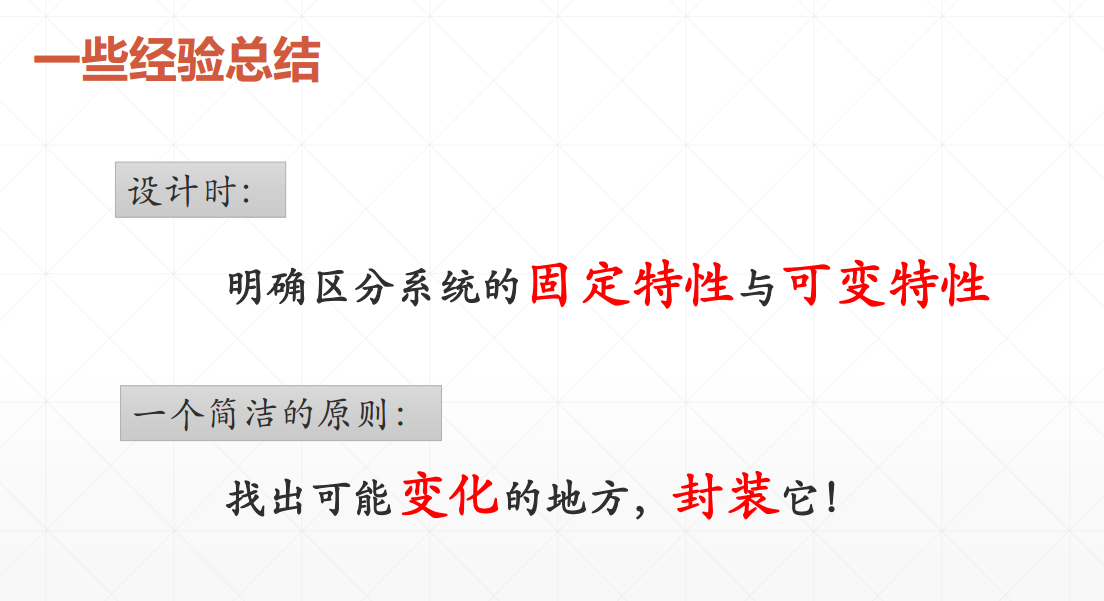 一些经验总结
设计时:
明确区分系统的固定特性与可变特性
一个简洁的原则:
找出可能变化的地方，封装它!